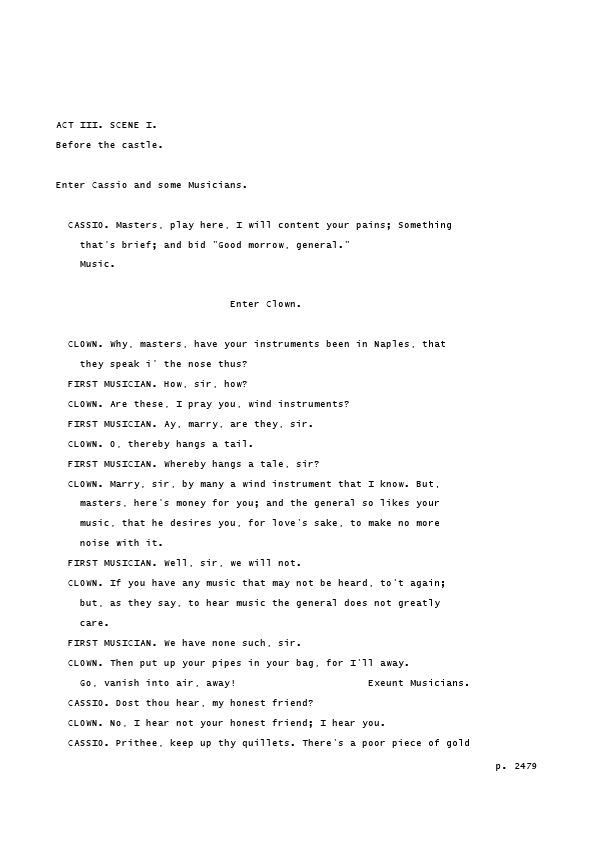 ACT III. SCENE I.
Before the castle.
Enter Cassio and some Musicians.
CASSIO. Masters, play here, I will content your pains; Something
that's brief; and bid "Good morrow, general."
Music.
Enter Clown.
CLOWN. Why, masters, have your instruments been in Naples, that
they speak i' the nose thus?
FIRST MUSICIAN. How, sir, how?
CLOWN. Are these, I pray you, wind instruments?
FIRST MUSICIAN. Ay, marry, are they, sir.
CLOWN. O, thereby hangs a tail.
FIRST MUSICIAN. Whereby hangs a tale, sir?
CLOWN. Marry, sir, by many a wind instrument that I know. But,
masters, here's money for you; and the general so likes your
music, that he desires you, for love's sake, to make no more
noise with it.
FIRST MUSICIAN. Well, sir, we will not.
CLOWN. If you have any music that may not be heard, to't again;
but, as they say, to hear music the general does not greatly
care.
FIRST MUSICIAN. We have none such, sir.
CLOWN. Then put up your pipes in your bag, for I'll away.
Go, vanish into air, away! Exeunt Musicians.
CASSIO. Dost thou hear, my honest friend?
CLOWN. No, I hear not your honest friend; I hear you.
CASSIO. Prithee, keep up thy quillets. There's a poor piece of gold
p. 2479